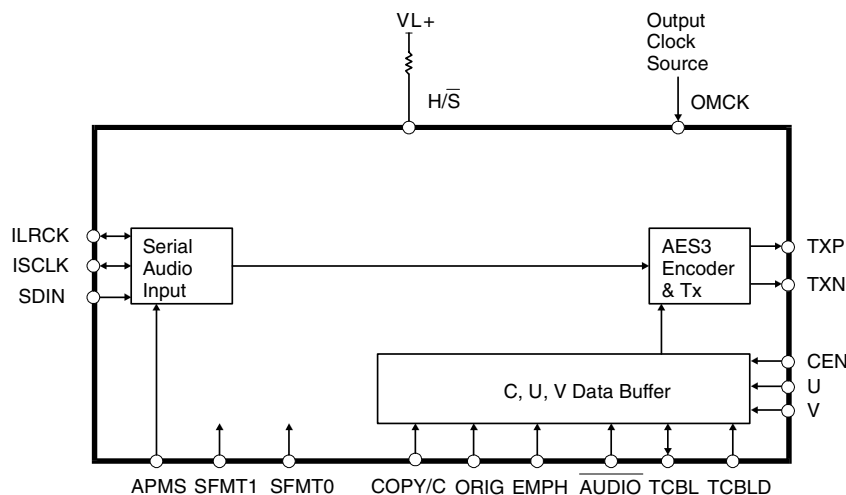 VL+
Output
Clock
Source
H/S̅
OMCK
ILRCK
ISCLK
SDIN
Serial
Audio
Input
AES3
Encoder
& Tx
TXP
TXN
CEN
U
V
C, U, V Data Buffer
APMS SFMT1 SFMT0 COPY/C ORIG EMPH A̅U̅D̅I̅O̅ TCBL TCBLD